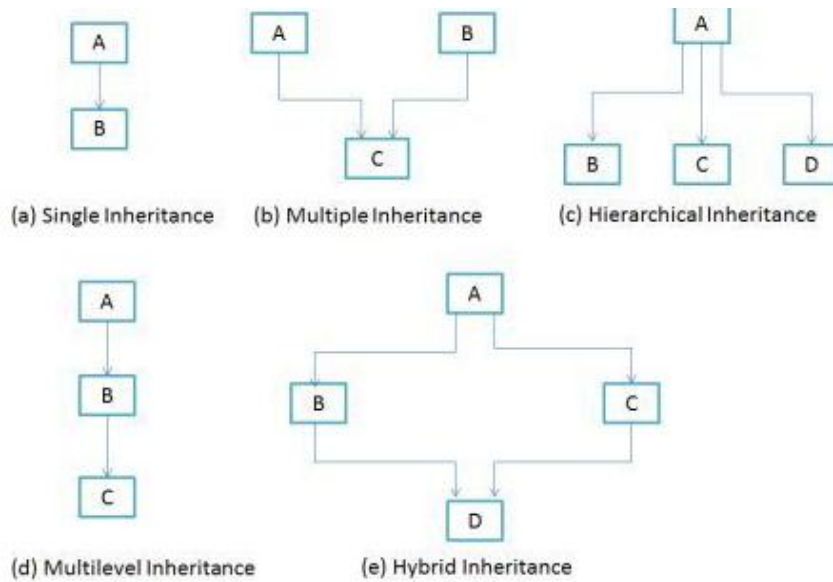 A
B
(a) Single Inheritance
A B
C
(b) Multiple Inheritance
A
B C D
(c) Hierarchical Inheritance
A
B
C
(d) Multilevel Inheritance
A
B C
D
(e) Hybrid Inheritance